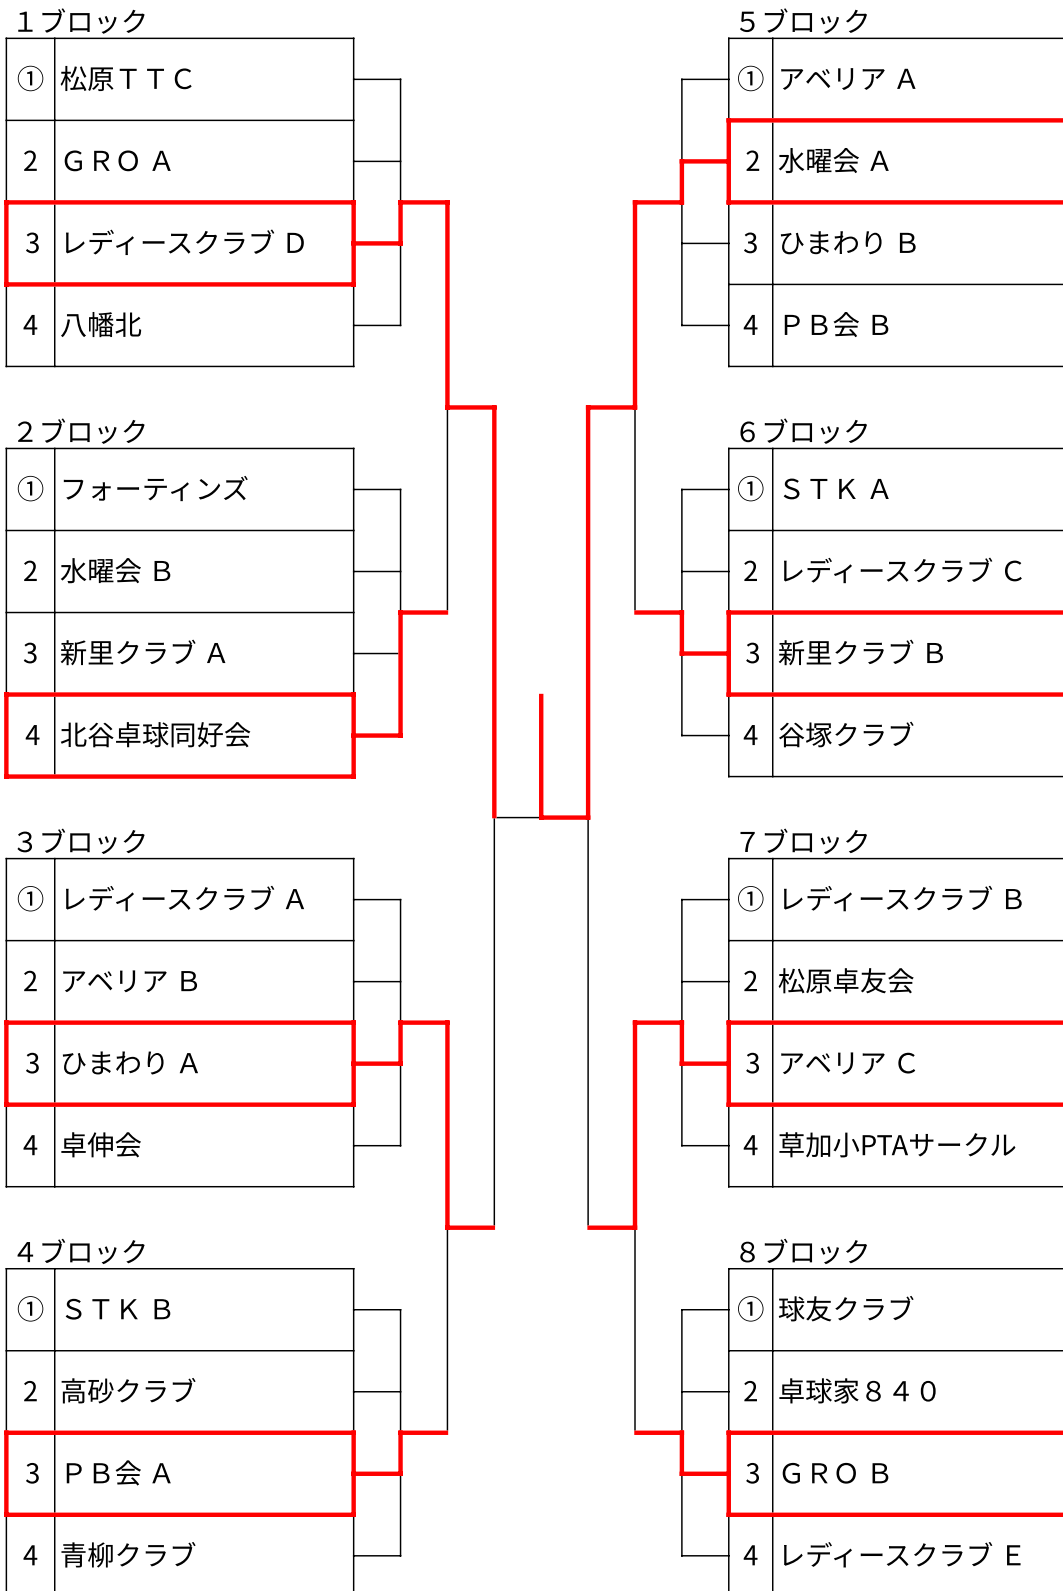 １ブロック
① 松原ＴＴＣ
2 ＧＲＯ A
3 レディースクラブ D
4 八幡北
２ブロック
① フォーティンズ
2 水曜会 B
3 新里クラブ A
4 北谷卓球同好会
３ブロック
① レディースクラブ A
2 アベリア B
3 ひまわり A
4 卓伸会
４ブロック
① ＳＴＫ B
2 高砂クラブ
3 ＰＢ会 A
4 青柳クラブ
５ブロック
① アベリア A
2 水曜会 A
3 ひまわり B
4 ＰＢ会 B
６ブロック
① ＳＴＫ A
2 レディースクラブ C
3 新里クラブ B
4 谷塚クラブ
７ブロック
① レディースクラブ B
2 松原卓友会
3 アベリア C
4 草加小PTAサークル
８ブロック
① 球友クラブ
2 卓球家８４０
3 ＧＲＯ B
4 レディースクラブ E